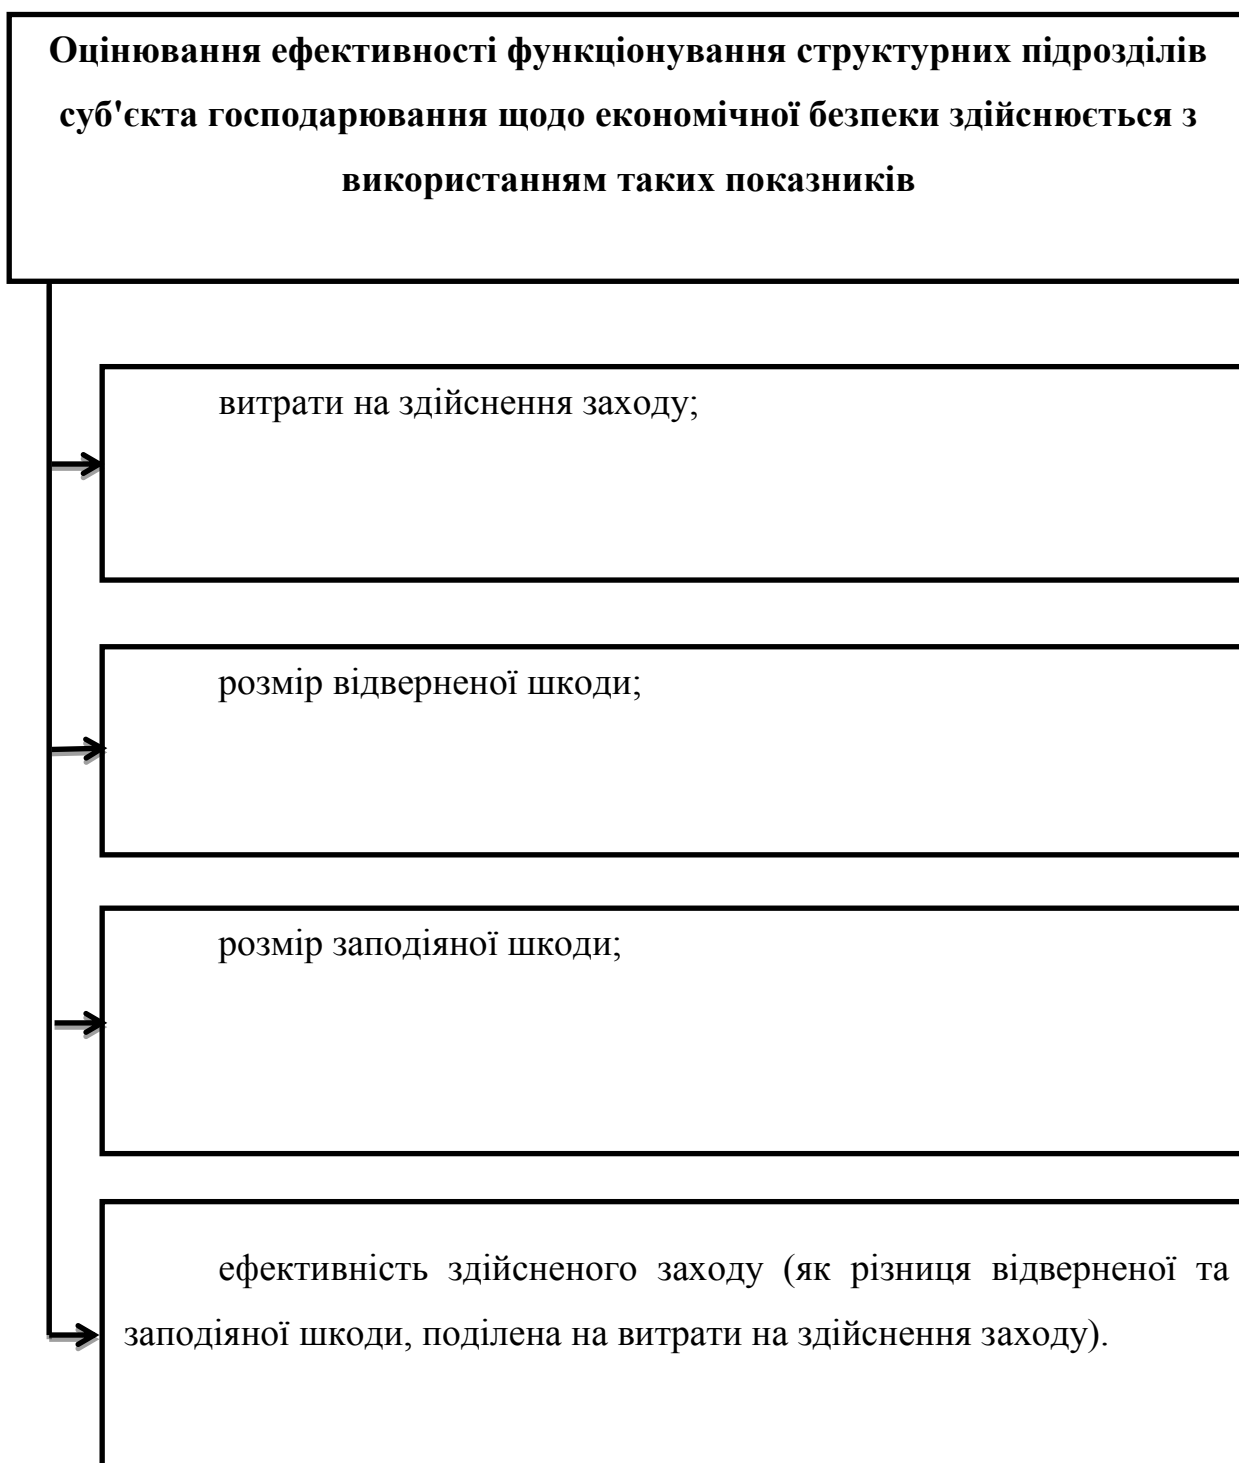 Оцінювання ефективності функціонування структурних підрозділів
суб'єкта господарювання щодо економічної безпеки здійснюється з
використанням таких показників
витрати на здійснення заходу;
розмір відверненої шкоди;
розмір заподіяної шкоди;
ефективність здійсненого заходу (як різниця відверненої та
заподіяної шкоди, поділена на витрати на здійснення заходу).